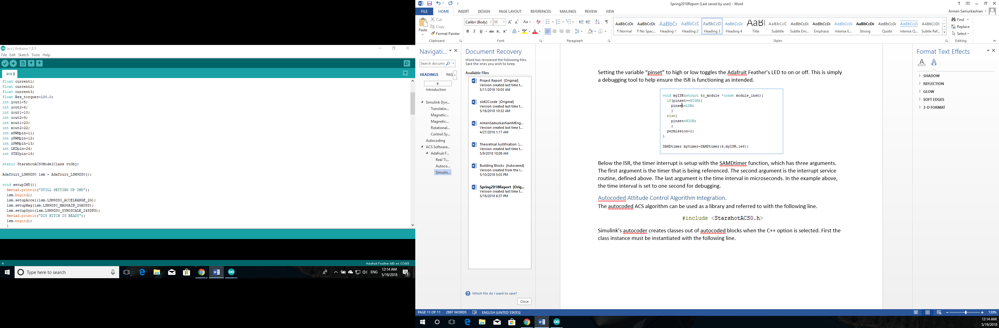 acs | Arduino 1.8.5
File Edit Sketch Tools Help
acs §
float current1;
float current2;
float current3;
float Res_torquer=100.0;
int yout1=5;
int yout2=6;
int zout1=10;
int zout2=9;
int xout1=23;
int xout2=22;
int xPWMpin=11;
int yPWMpin=12;
int zPWMpin=13;
int LEDpin=24;
int STBYpin=19;
static StarshotACS0ModelClass rtObj;
Adafruit_LSM9DS0 lsm = Adafruit_LSM9DS0();
void setupIMU(){
Serial.println("STILL SETTING UP IMU");
lsm.begin();
lsm.setupAccel(lsm.LSM9DS0_ACCELRANGE_2G);
lsm.setupMag(lsm.LSM9DS0_MAGGAIN_2GAUSS);
lsm.setupGyro(lsm.LSM9DS0_GYROSCALE_245DPS);
Serial.println("DIS BITCH IS READY");
lsm.begin();
}
4
Adafruit Feather M0 on COM3
Type here to search
ENG
12:14 AM
5/19/2018
3
Spring2018Report (Last saved by user) - Word
FILE HOME INSERT DESIGN PAGE LAYOUT REFERENCES MAILINGS REVIEW VIEW
Armen Samurkashian
Paste
Cut
Copy
Format Painter
Clipboard
Calibri (Body) 11
Font
Paragraph
AaBbCcDc ¶ Normal
AaBbCcDc ¶ No Spac...
AaBbC( Heading 1
AaBbCcC Heading 2
AaBbCcD Heading 3
AaBbCcDc Heading 4
AaBl Title
AaBbCcC Subtitle
AaBbCcDc Subtle Em...
AaBbCcDc Emphasis
AaBbCcDc Intense E...
AaBbCcDc Strong
AaBbCcDc Quote
AaBbCcDc Intense Q...
AaBbCcDc Subtle Ref...
Styles
Find
Replace
Select
Editing
Navigati...
Search docume
HEADINGS PAG
Introduction
Simulink Dyn...
Translatio...
Magnetic...
Magnetic...
Rotational...
Control Sy...
Autocoding
ACS Software...
Adafruit F...
Real Ti...
Autoco...
Simulin...
Document Recovery
Word has recovered the following files.
Save the ones you wish to keep.
Available Files
Project Report [Original]
Version created last time t...
5/11/2018 10:03 AM
oldI2Ccode [Original]
Version created last time t...
5/18/2018 10:32 AM
ArmenSamurkashianMEng...
Version created last time t...
4/27/2018 1:17 AM
Theoretical Justification [...
Version created last time t...
5/9/2018 10:08 AM
Building Blocks [Autosaved]
Version created from the l...
5/10/2018 5:03 PM
Spring2018Report [Orig...
Version created last time t...
5/18/2018 6:37 PM
Which file do I want to save?
Close
Setting the variable “pinset” to high or low toggles the Adafruit Feather’s LED to on or off. This is simply
a debugging tool to help ensure the ISR is functioning as intended.
void myISR(struct tc_module *const module_inst){
if(pinset==HIGH){
pinset=LOW;
}
else{
pinset=HIGH;
}
permission=1;
}
SAMDtimer mytimer=SAMDtimer(4,myISR,1e6);
Below the ISR, the timer interrupt is setup with the SAMDtimer function, which has three arguments.
The first argument is the timer that is being referenced. The second argument is the interrupt service
routine, defined above. The last argument is the time interval in microseconds. In the example above,
the time interval is set to one second for debugging.
Autocoded Attitude Control Algorithm Integration.
The autocoded ACS algorithm can be used as a library and referred to with the following line.
#include <StarshotACS0.h>
Simulink’s autocoder creates classes out of autocoded blocks when the C++ option is selected. First the
class instance must be instantiated with the following line.
Format Text Effects
SHADOW
REFLECTION
GLOW
SOFT EDGES
3-D FORMAT
PAGE 11 OF 11 2897 WORDS ENGLISH (UNITED STATES)
130%
12:14 AM
5/19/2018